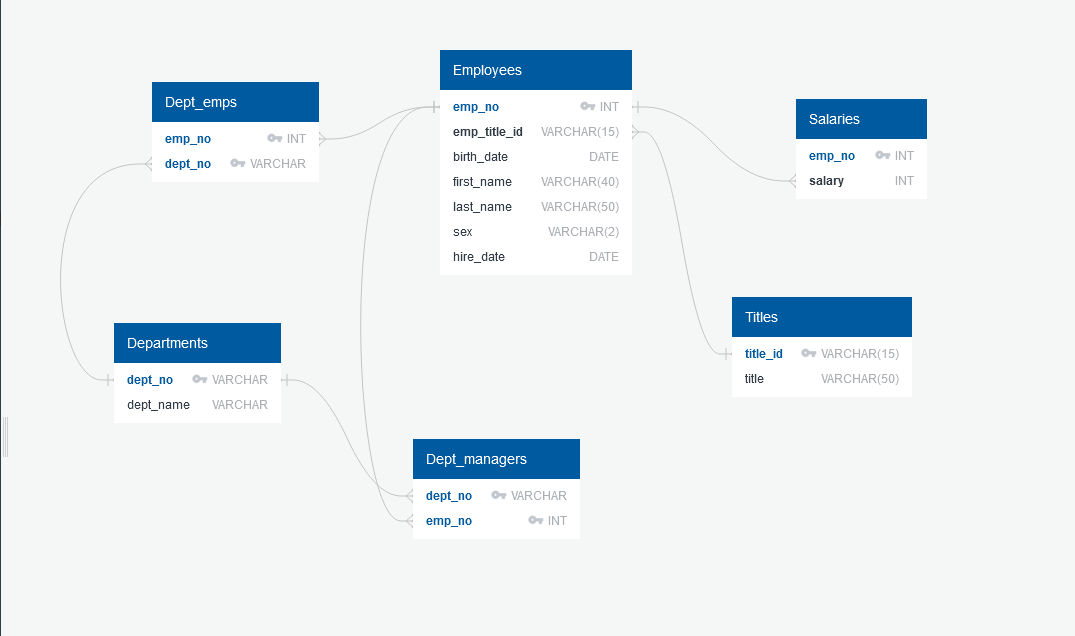 Employees
emp_no INT
emp_title_id VARCHAR(15)
birth_date DATE
first_name VARCHAR(40)
last_name VARCHAR(50)
sex VARCHAR(2)
hire_date DATE
Dept_emps
emp_no INT
dept_no VARCHAR
Salaries
emp_no INT
salary INT
Titles
title_id VARCHAR(15)
title VARCHAR(50)
Departments
dept_no VARCHAR
dept_name VARCHAR
Dept_managers
dept_no VARCHAR
emp_no INT